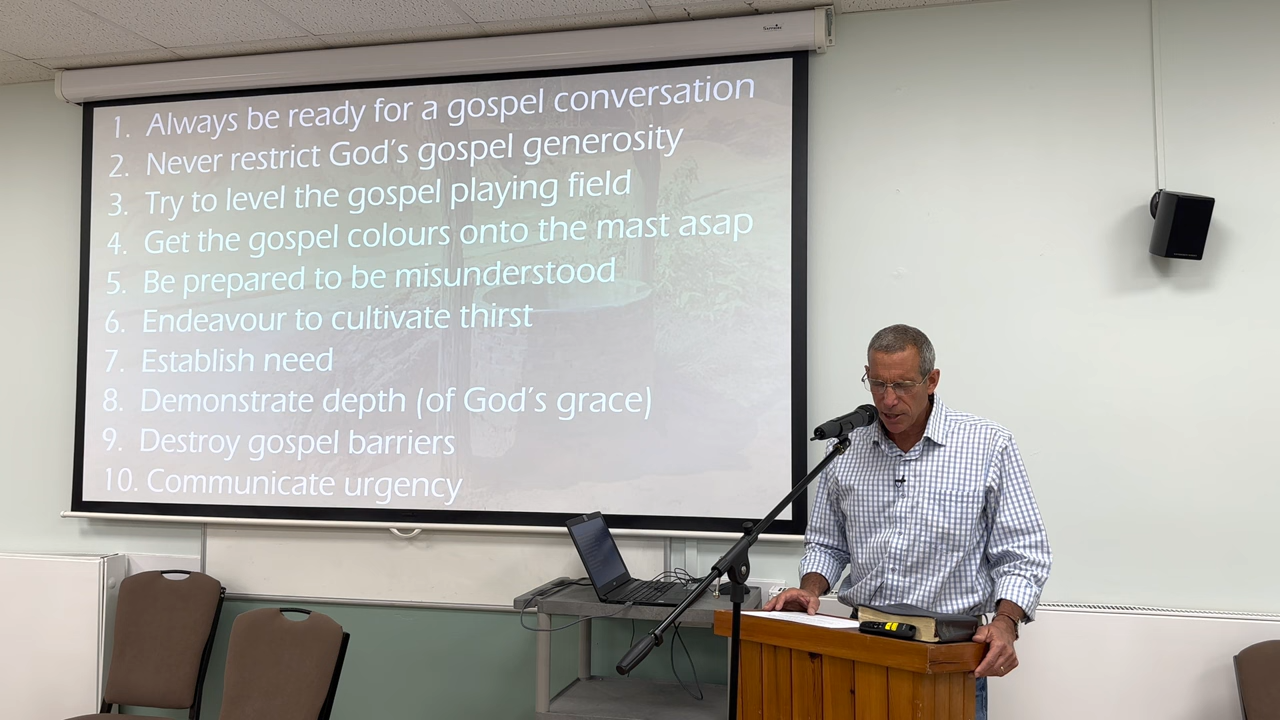 1. Always be ready for a gospel conversation
2. Never restrict God's gospel generosity
3. Try to level the gospel playing field
4. Get the gospel colours onto the mast asap
5. Be prepared to be misunderstood
6. Endeavour to cultivate thirst
7. Establish need
8. Demonstrate depth (of God's grace)
9. Destroy gospel barriers
10. Communicate urgency